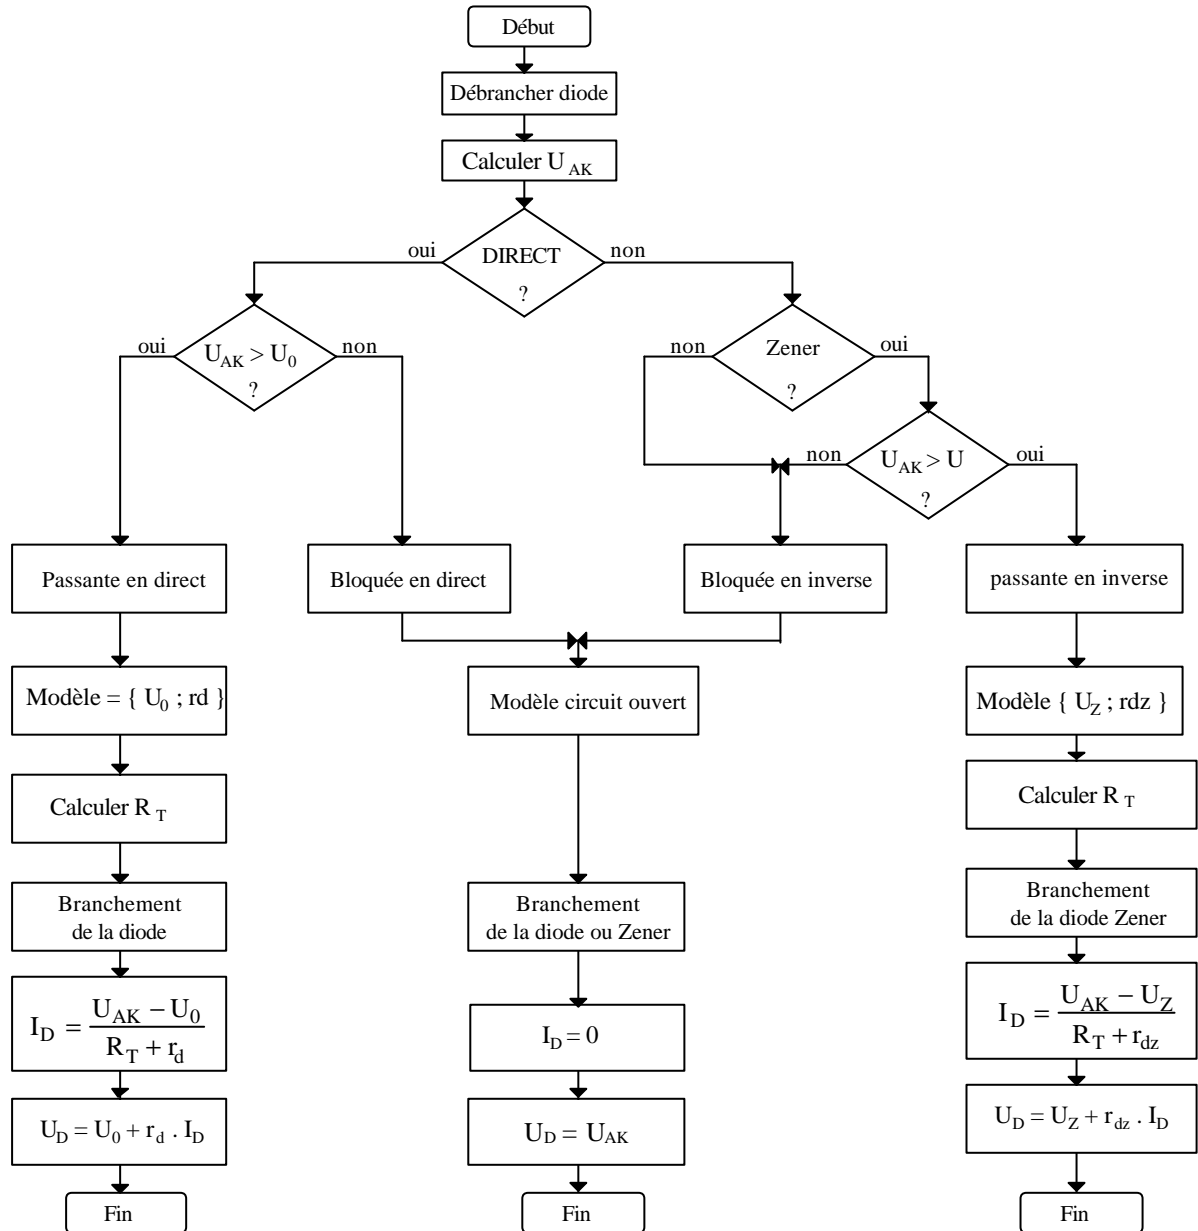 Début
Débrancher diode
Calculer U AK
DIRECT
?
oui
non
U AK > U 0
?
oui
non
Zener
?
non
oui
U AK > U
?
non
oui
Passante en direct
Bloquée en direct
Bloquée en inverse
passante en inverse
Modèle = { U 0 ; rd }
Modèle circuit ouvert
Modèle { U Z ; rdz }
Calculer R T
Calculer R T
Branchement
de la diode
Branchement
de la diode ou Zener
Branchement
de la diode Zener
I D = (U AK − U 0) / (R T + r d)
I D = 0
I D = (U AK − U Z) / (R T + r dz)
U D = U 0 + r d . I D
U D = U AK
U D = U Z + r dz . I D
Fin
Fin
Fin